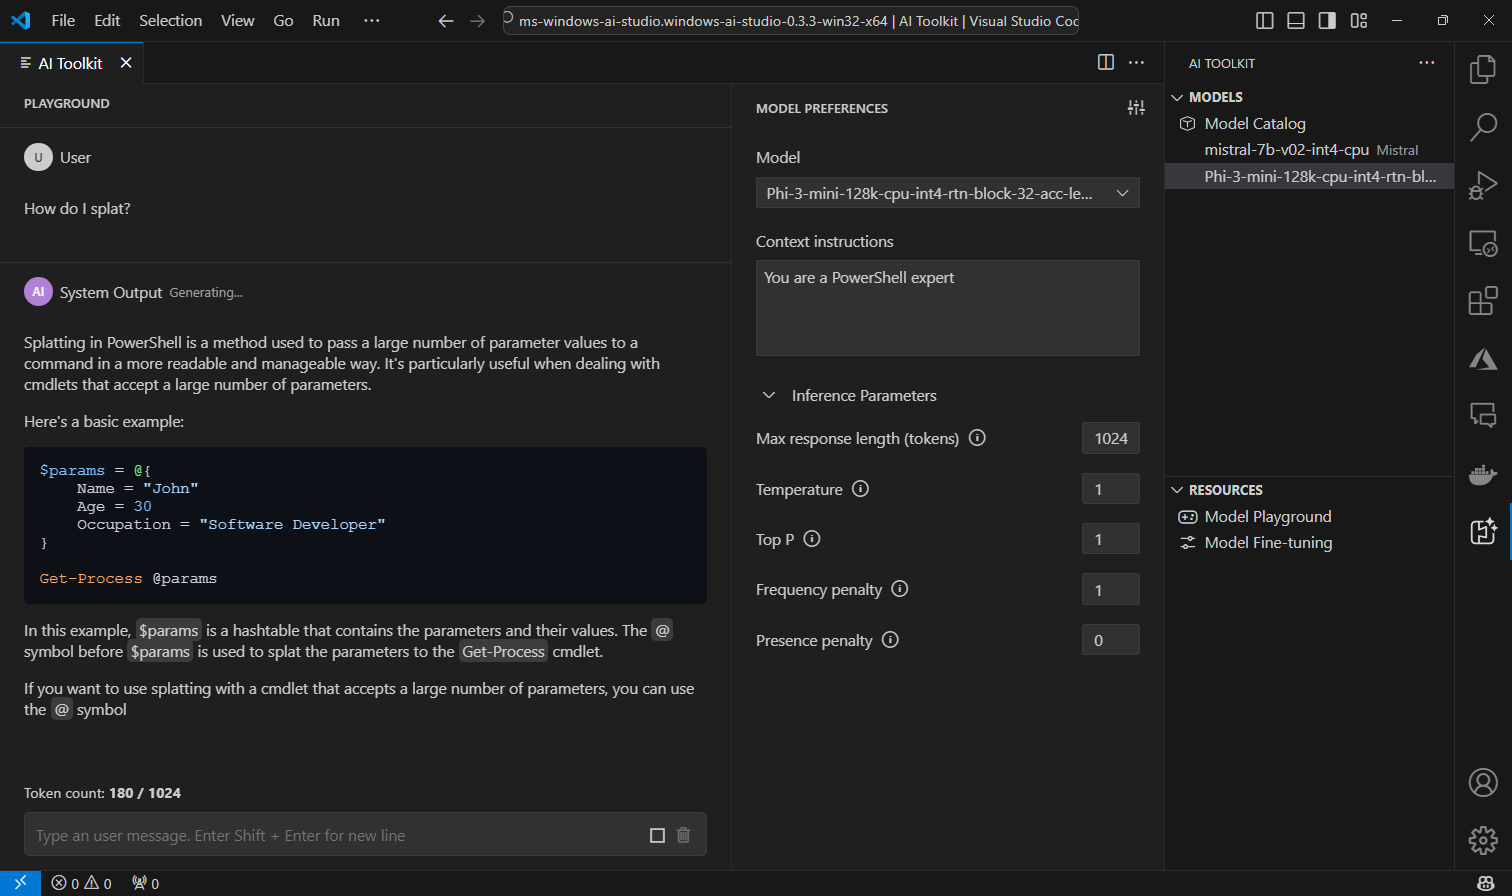 File Edit Selection View Go Run ··· ms-windows-ai-studio.windows-ai-studio-0.3.3-win32-x64 | AI Toolkit | Visual Studio Coc
AI Toolkit
PLAYGROUND
U User
How do I splat?
AI System Output Generating...
Splatting in PowerShell is a method used to pass a large number of parameter values to a
command in a more readable and manageable way. It's particularly useful when dealing with
cmdlets that accept a large number of parameters.
Here's a basic example:
$params = @{
    Name = "John"
    Age = 30
    Occupation = "Software Developer"
}
Get-Process @params
In this example, $params is a hashtable that contains the parameters and their values. The @
symbol before $params is used to splat the parameters to the Get-Process cmdlet.
If you want to use splatting with a cmdlet that accepts a large number of parameters, you can use
the @ symbol
Token count: 180 / 1024
Type an user message. Enter Shift + Enter for new line
MODEL PREFERENCES
Model
Phi-3-mini-128k-cpu-int4-rtn-block-32-acc-le...
Context instructions
You are a PowerShell expert
Inference Parameters
Max response length (tokens) 1024
Temperature 1
Top P 1
Frequency penalty 1
Presence penalty 0
AI TOOLKIT
MODELS
Model Catalog
mistral-7b-v02-int4-cpu Mistral
Phi-3-mini-128k-cpu-int4-rtn-bl...
RESOURCES
Model Playground
Model Fine-tuning
0 0 0